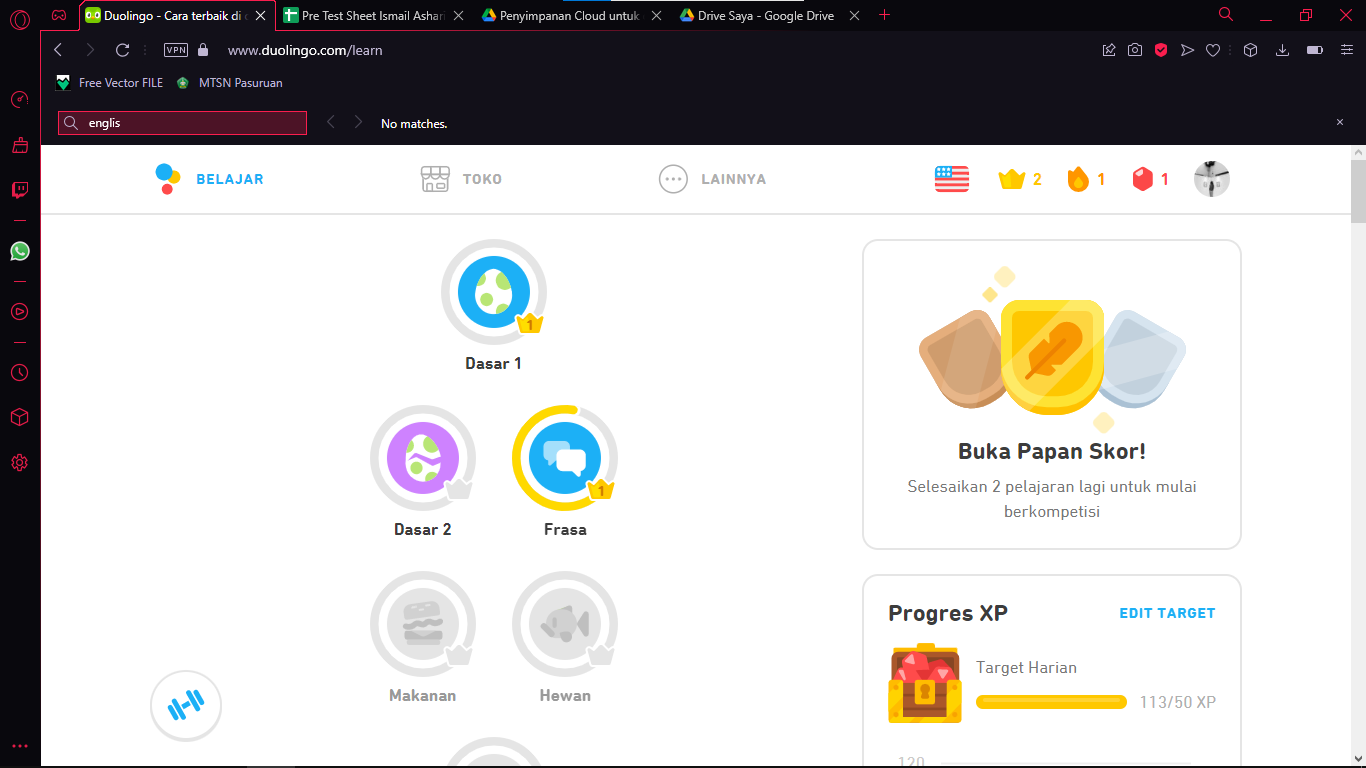 Duolingo - Cara terbaik di d
Pre Test Sheet Ismail Ashari
Penyimpanan Cloud untuk
Drive Saya - Google Drive
VPN
www.duolingo.com/learn
Free Vector FILE
MTSN Pasuruan
englis
No matches.
BELAJAR
TOKO
LAINNYA
2
1
1
1
Dasar 1
Dasar 2
1
Frasa
Makanan
Hewan
Buka Papan Skor!
Selesaikan 2 pelajaran lagi untuk mulai
berkompetisi
Progres XP
EDIT TARGET
Target Harian
113/50 XP
120